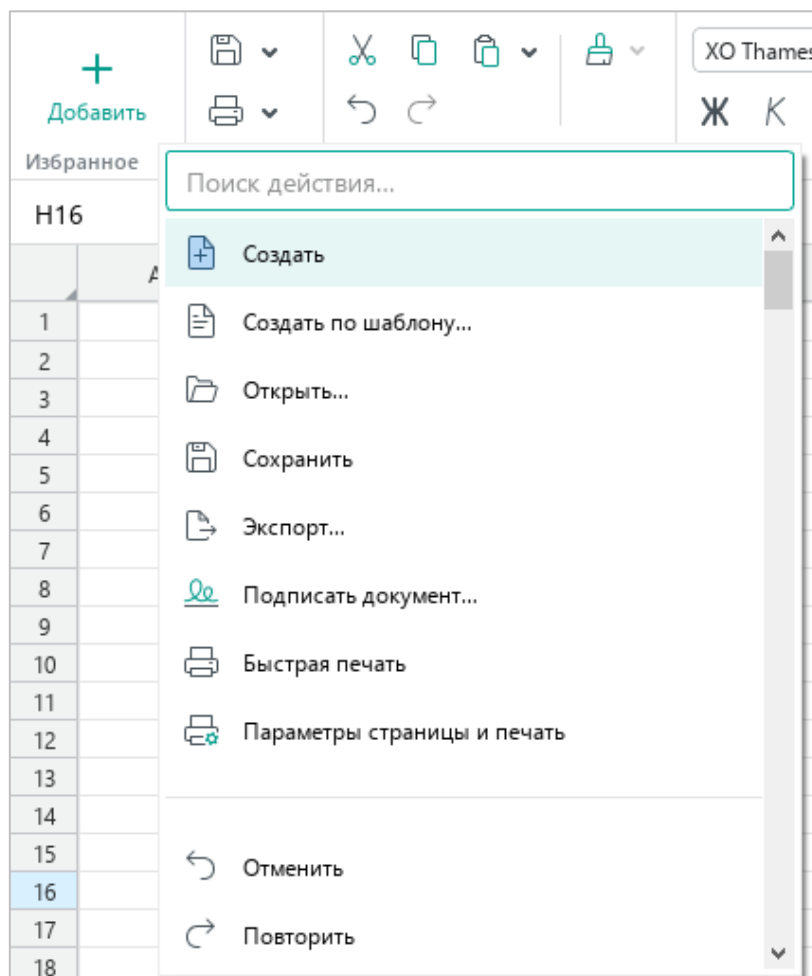 XO Thames
Добавить
Ж К
Избранное
Поиск действия...
H16
A
Создать
1
Создать по шаблону...
2
3
Открыть...
4
5
Сохранить
6
7
Экспорт...
8
Подписать документ...
9
10
Быстрая печать
11
12
Параметры страницы и печать
13
14
15
Отменить
16
17
Повторить
18